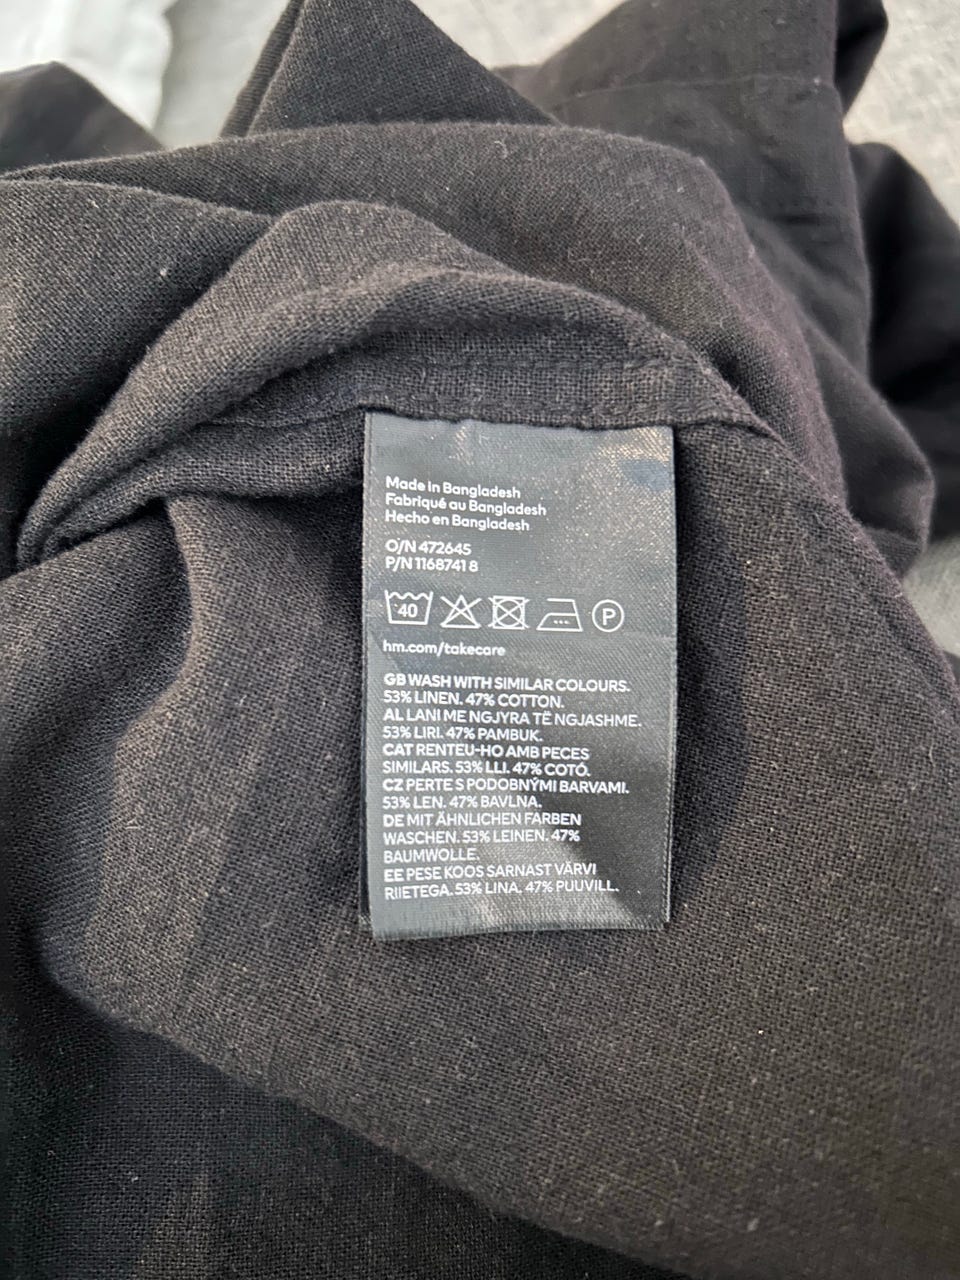 Made in Bangladesh
Fabriqué au Bangladesh
Hecho en Bangladesh
O/N 472645
P/N 1168741 8
40
P
hm.com/takecare
GB WASH WITH SIMILAR COLOURS.
53% LINEN. 47% COTTON.
AL LANI ME NGJYRA TË NGJASHME.
53% LIRI. 47% PAMBUK.
CAT RENTEU-HO AMB PECES
SIMILARS. 53% LLI. 47% COTÓ.
CZ PERTE S PODOBNÝMI BARVAMI.
53% LEN. 47% BAVLNA.
DE MIT ÄHNLICHEN FARBEN
WASCHEN. 53% LEINEN. 47%
BAUMWOLLE.
EE PESE KOOS SARNAST VÄRVI
RIIETEGA. 53% LINA. 47% PUUVILL.